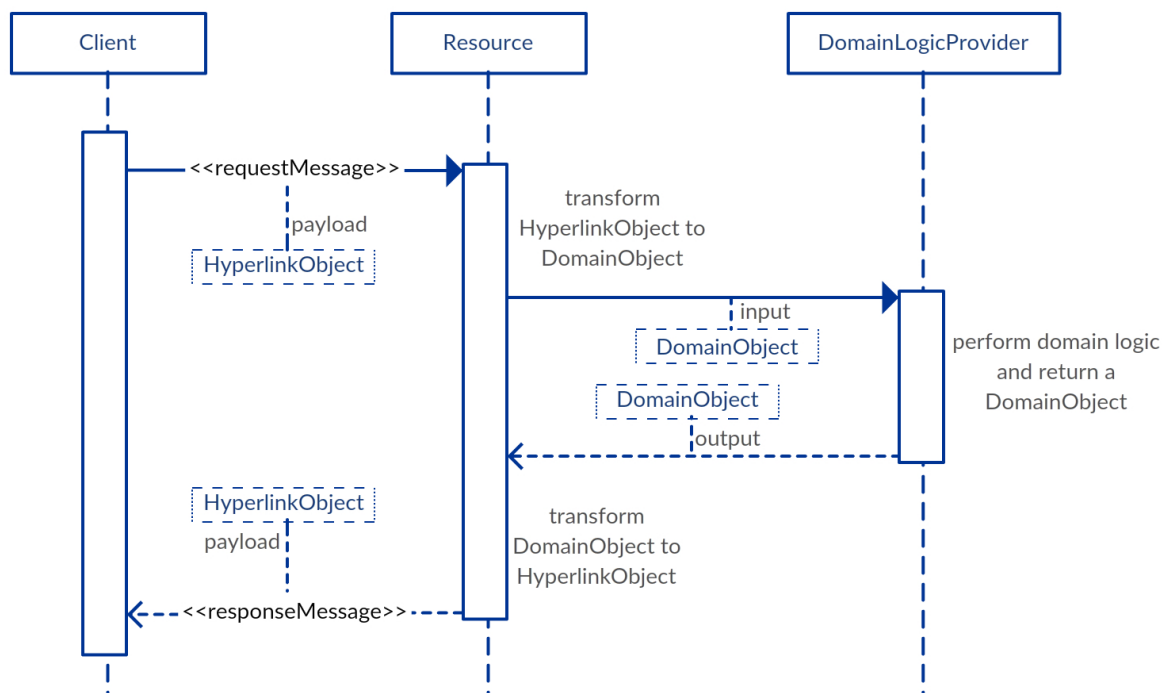 Client
Resource
DomainLogicProvider
<<requestMessage>>
payload
HyperlinkObject
transform
HyperlinkObject to
DomainObject
input
DomainObject
perform domain logic
and return a
DomainObject
DomainObject
output
HyperlinkObject
payload
transform
DomainObject to
HyperlinkObject
<<responseMessage>>